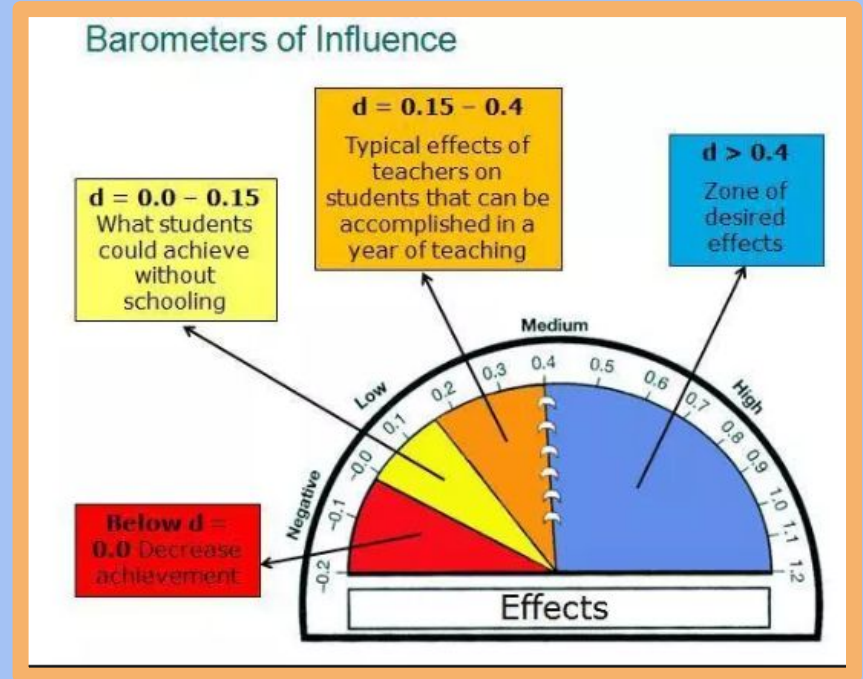 Barometers of Influence
d = 0.15 – 0.4
Typical effects of
teachers on
students that can be
accomplished in a
year of teaching
d > 0.4
Zone of
desired
effects
d = 0.0 – 0.15
What students
could achieve
without
schooling
Below d =
0.0 Decrease
achievement
Negative
Low
Medium
High
-0.2
-0.1
-0.0
0.1
0.2
0.3
0.4
0.5
0.6
0.7
0.8
0.9
1.0
1.1
1.2
Effects